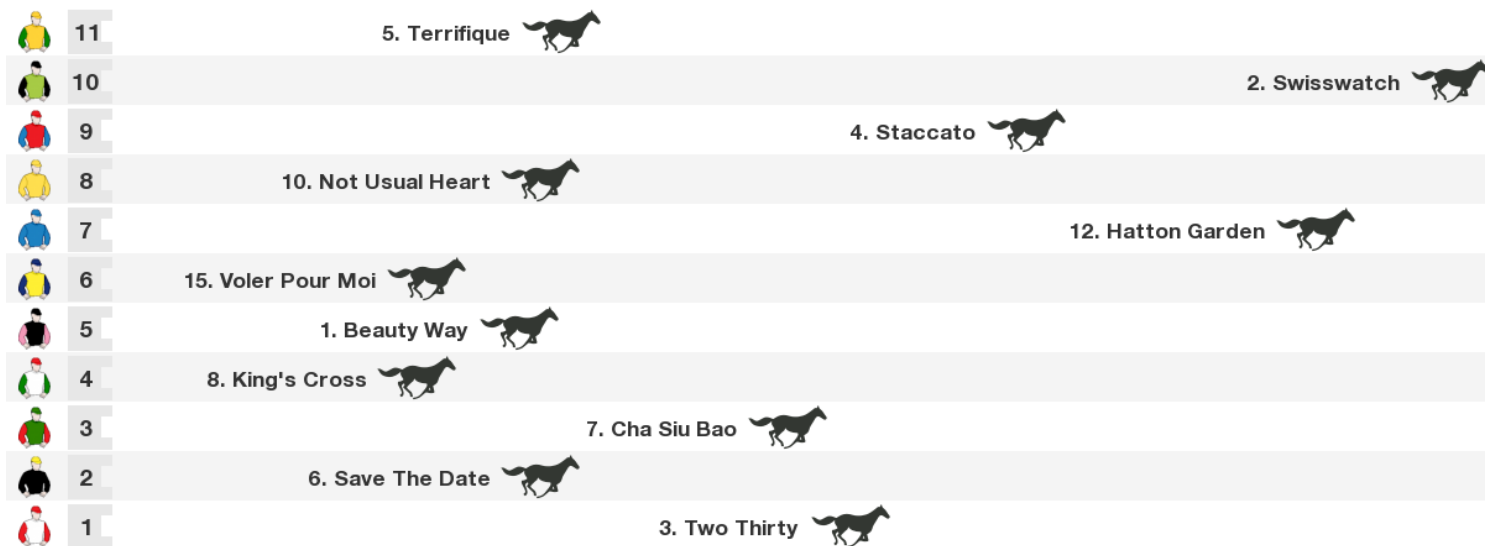 11 5. Terrifique
10 2. Swisswatch
9 4. Staccato
8 10. Not Usual Heart
7 12. Hatton Garden
6 15. Voler Pour Moi
5 1. Beauty Way
4 8. King's Cross
3 7. Cha Siu Bao
2 6. Save The Date
1 3. Two Thirty